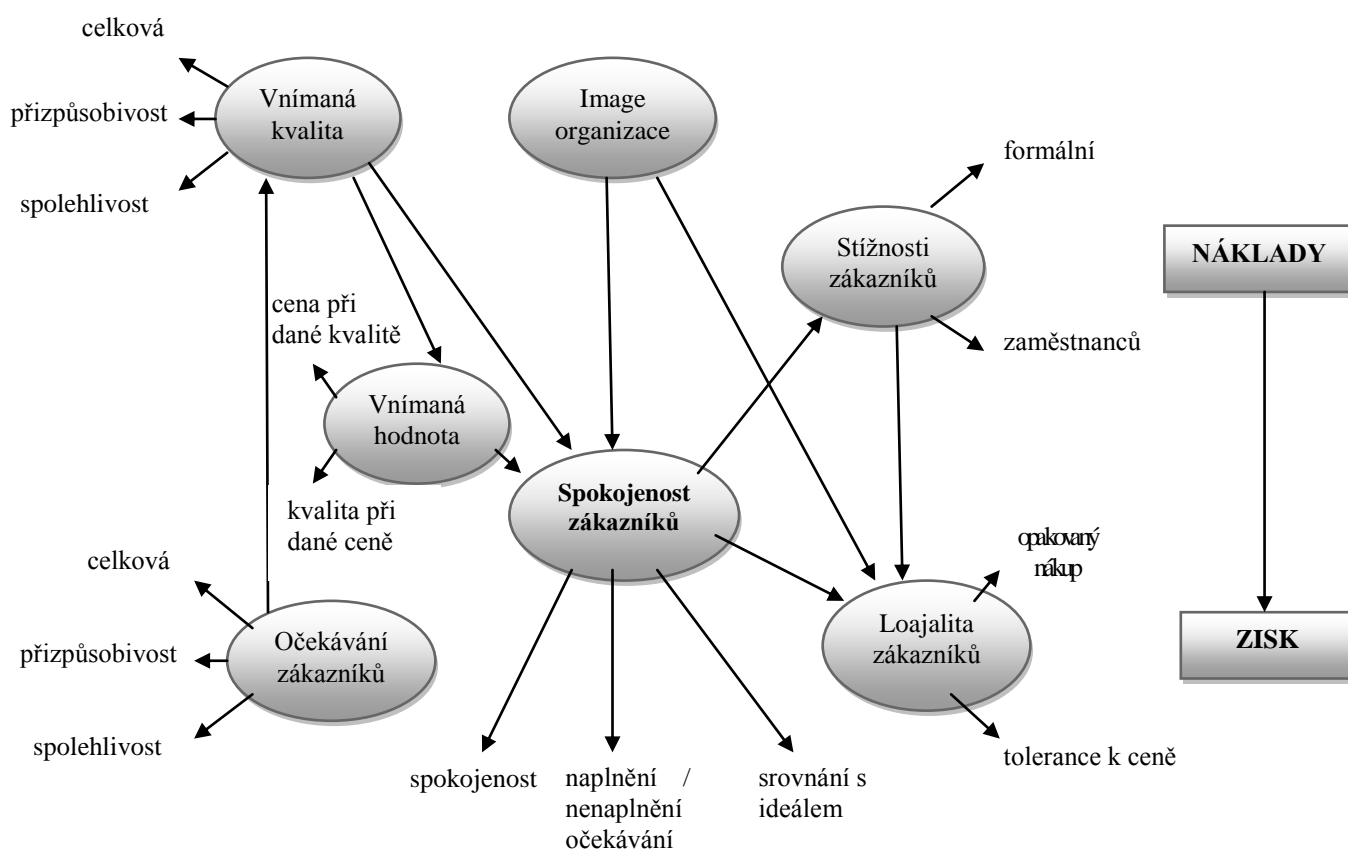 celková
Vnímaná
kvalita
přizpůsobivost
spolehlivost
Image
organizace
formální
Stížnosti
zákazníků
zaměstnanců
NÁKLADY
cena při
dané kvalitě
Vnímaná
hodnota
kvalita při
dané ceně
Spokojenost
zákazníků
opakovaný
nákup
celková
Očekávání
zákazníků
přizpůsobivost
spolehlivost
Loajalita
zákazníků
ZISK
tolerance k ceně
spokojenost
naplnění /
nenaplnění
očekávání
srovnání s
ideálem